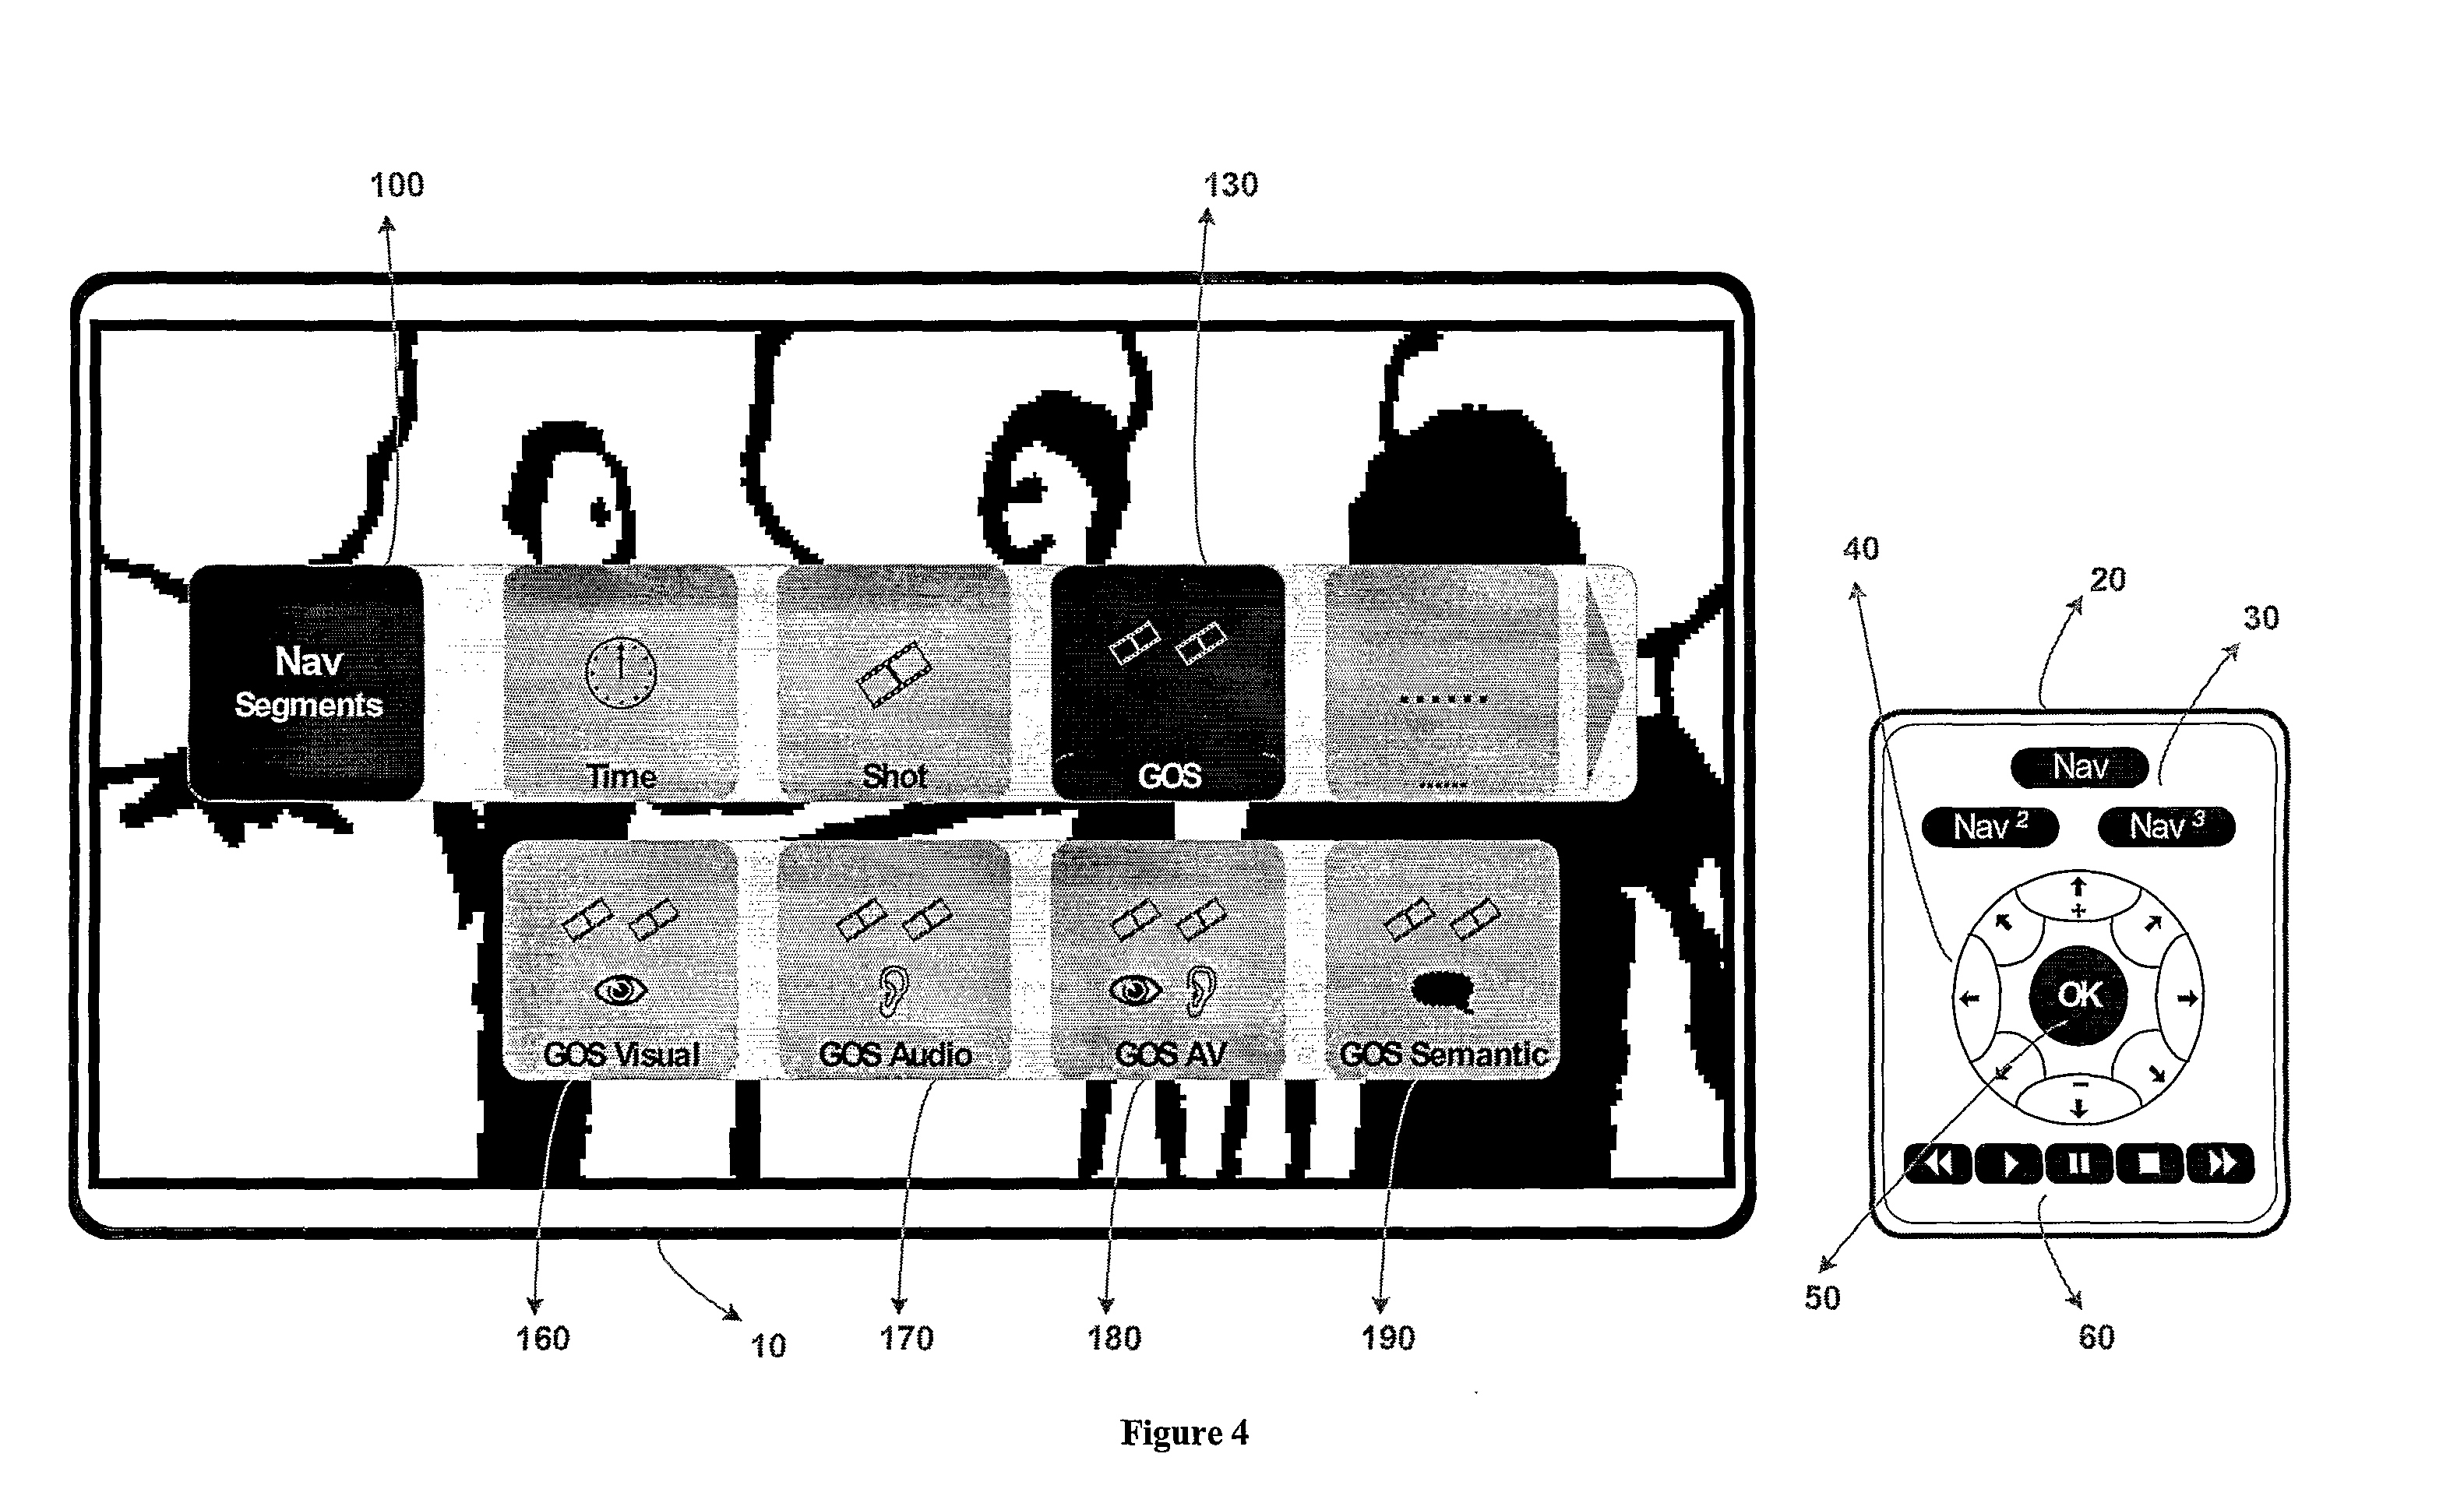 100
130
Nav
Segments
Time
Shot
GOS
......
......
GOS Visual
GOS Audio
GOS AV
GOS Semantic
160
10
170
180
190
40
20
30
Nav
Nav 2
Nav 3
+
OK
−
50
60
Figure 4